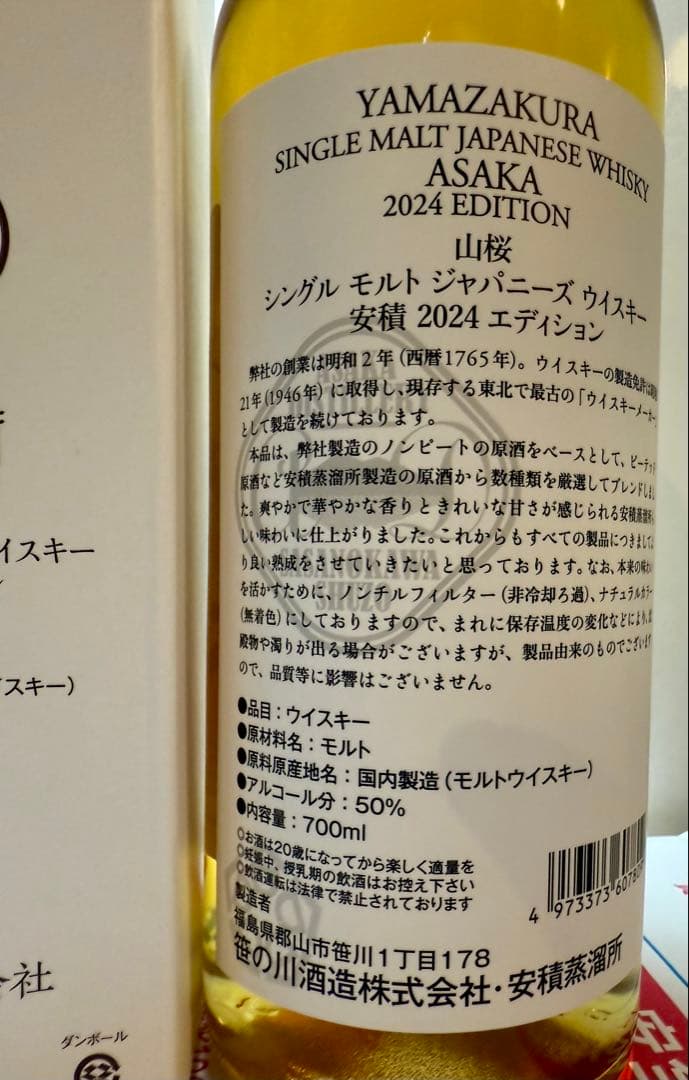 YAMAZAKURA
SINGLE MALT JAPANESE WHISKY
ASAKA
2024 EDITION
山桜
シングル モルト ジャパニーズ ウイスキー
安積 2024 エディション
弊社の創業は明和2年(西暦1765年)。ウイスキーの製造免許は
21年(1946年)に取得し、現存する東北で最古の「ウイスキーメーカー
として製造を続けております。
本品は、弊社製造のノンピートの原酒をベースとして、ピーテッド
原酒など安積蒸溜所製造の原酒から数種類を厳選してブレンドしま
た。爽やかで華やかな香りときれいな甘さが感じられる安積蒸溜所
しい味わいに仕上がりました。これからもすべての製品につきまして
り良い熟成をさせていきたいと思っております。なお、本来の味わい
を活かすために、ノンチルフィルター(非冷却ろ過)、ナチュラルカラー
(無着色)にしておりますので、まれに保存温度の変化などにより、
殿物や濁りが出る場合がございますが、製品由来のものでございます
ので、品質等に影響はございません。
●品目:ウイスキー
●原材料名:モルト
●原料原産地名:国内製造(モルトウイスキー)
●アルコール分:50%
●内容量:700ml
○お酒は20歳になってから楽しく適量を
○妊娠中、授乳期の飲酒はお控え下さい
○飲酒運転は法律で禁止されております
製造者
福島県郡山市笹川1丁目178
笹の川酒造株式会社・安積蒸溜所
4 973373 60780
SASANOKAWA
SHUZO
イスキー
イスキー)
会社
ダンボール